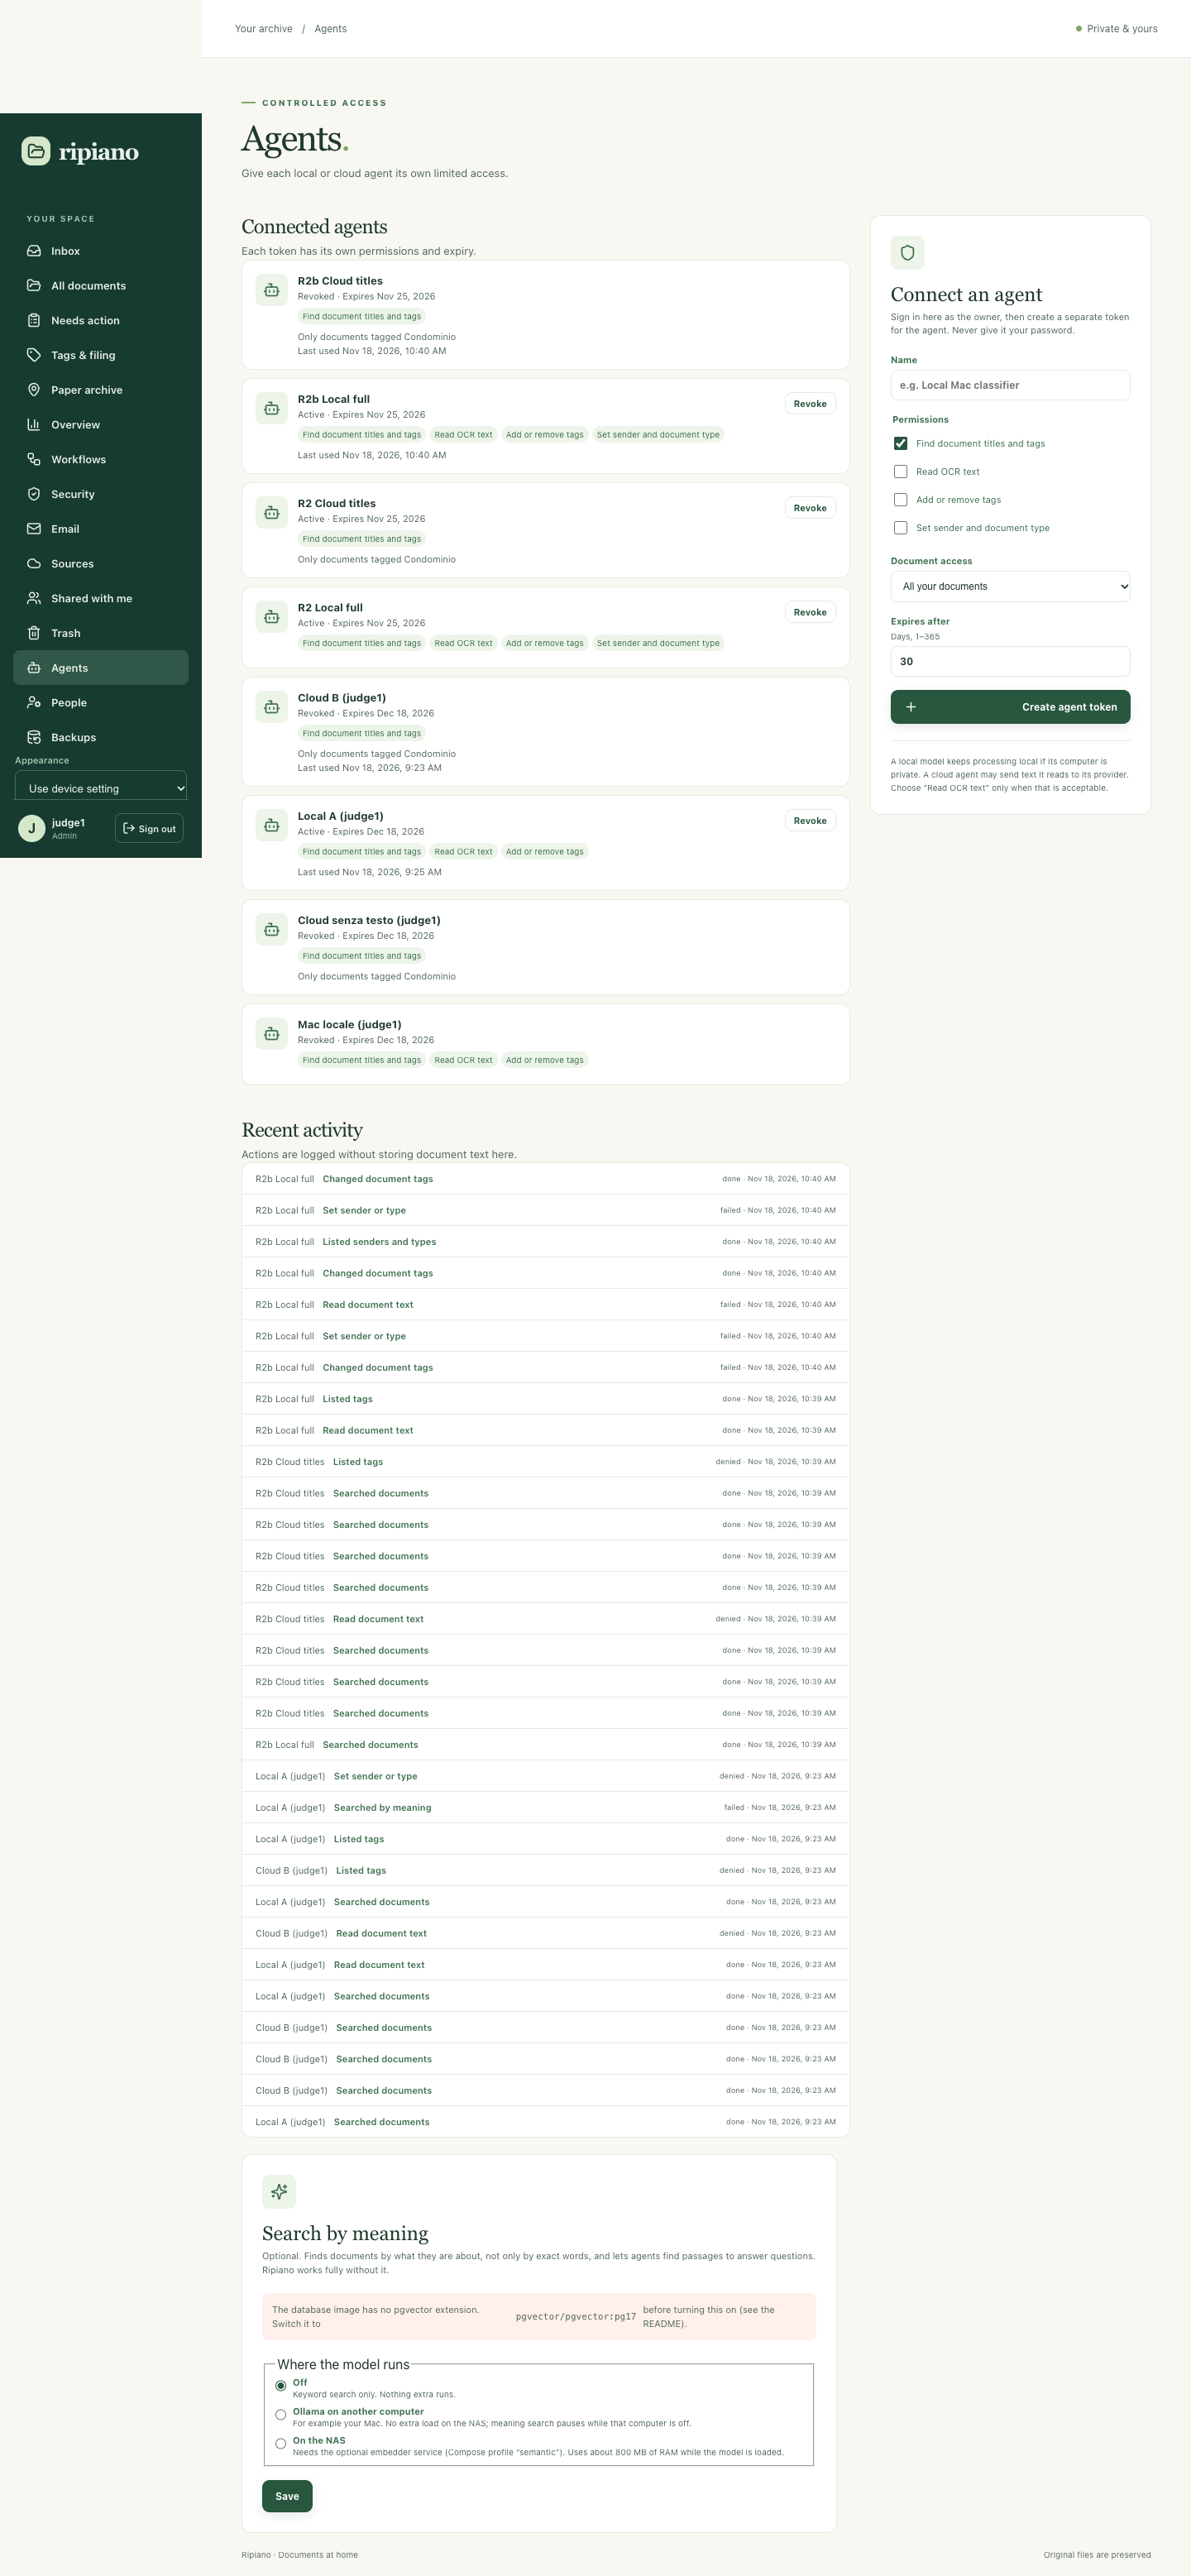 Your archive / Agents
Private & yours
ripiano
YOUR SPACE
Inbox
All documents
Needs action
Tags & filing
Paper archive
Overview
Workflows
Security
Email
Sources
Shared with me
Trash
Agents
People
Backups
Appearance
Use device setting
J
judge1
Admin
Sign out
CONTROLLED ACCESS
Agents.
Give each local or cloud agent its own limited access.
Connected agents
Each token has its own permissions and expiry.
R2b Cloud titles
Revoked · Expires Nov 25, 2026
Find document titles and tags
Only documents tagged Condominio
Last used Nov 18, 2026, 10:40 AM
R2b Local full
Revoke
Active · Expires Nov 25, 2026
Find document titles and tags Read OCR text Add or remove tags Set sender and document type
Last used Nov 18, 2026, 10:40 AM
R2 Cloud titles
Revoke
Active · Expires Nov 25, 2026
Find document titles and tags
Only documents tagged Condominio
R2 Local full
Revoke
Active · Expires Nov 25, 2026
Find document titles and tags Read OCR text Add or remove tags Set sender and document type
Cloud B (judge1)
Revoked · Expires Dec 18, 2026
Find document titles and tags
Only documents tagged Condominio
Last used Nov 18, 2026, 9:23 AM
Local A (judge1)
Revoke
Active · Expires Dec 18, 2026
Find document titles and tags Read OCR text Add or remove tags
Last used Nov 18, 2026, 9:25 AM
Cloud senza testo (judge1)
Revoked · Expires Dec 18, 2026
Find document titles and tags
Only documents tagged Condominio
Mac locale (judge1)
Revoked · Expires Dec 18, 2026
Find document titles and tags Read OCR text Add or remove tags
Connect an agent
Sign in here as the owner, then create a separate token
for the agent. Never give it your password.
Name
e.g. Local Mac classifier
Permissions
Find document titles and tags
Read OCR text
Add or remove tags
Set sender and document type
Document access
All your documents
Expires after
Days, 1–365
30
Create agent token
A local model keeps processing local if its computer is
private. A cloud agent may send text it reads to its provider.
Choose “Read OCR text” only when that is acceptable.
Recent activity
Actions are logged without storing document text here.
R2b Local full Changed document tags done · Nov 18, 2026, 10:40 AM
R2b Local full Set sender or type failed · Nov 18, 2026, 10:40 AM
R2b Local full Listed senders and types done · Nov 18, 2026, 10:40 AM
R2b Local full Changed document tags done · Nov 18, 2026, 10:40 AM
R2b Local full Read document text failed · Nov 18, 2026, 10:40 AM
R2b Local full Set sender or type failed · Nov 18, 2026, 10:40 AM
R2b Local full Changed document tags failed · Nov 18, 2026, 10:40 AM
R2b Local full Listed tags done · Nov 18, 2026, 10:39 AM
R2b Local full Read document text done · Nov 18, 2026, 10:39 AM
R2b Cloud titles Listed tags denied · Nov 18, 2026, 10:39 AM
R2b Cloud titles Searched documents done · Nov 18, 2026, 10:39 AM
R2b Cloud titles Searched documents done · Nov 18, 2026, 10:39 AM
R2b Cloud titles Searched documents done · Nov 18, 2026, 10:39 AM
R2b Cloud titles Searched documents done · Nov 18, 2026, 10:39 AM
R2b Cloud titles Read document text denied · Nov 18, 2026, 10:39 AM
R2b Cloud titles Searched documents done · Nov 18, 2026, 10:39 AM
R2b Cloud titles Searched documents done · Nov 18, 2026, 10:39 AM
R2b Cloud titles Searched documents done · Nov 18, 2026, 10:39 AM
R2b Local full Searched documents done · Nov 18, 2026, 10:39 AM
Local A (judge1) Set sender or type denied · Nov 18, 2026, 9:23 AM
Local A (judge1) Searched by meaning failed · Nov 18, 2026, 9:23 AM
Local A (judge1) Listed tags done · Nov 18, 2026, 9:23 AM
Cloud B (judge1) Listed tags denied · Nov 18, 2026, 9:23 AM
Local A (judge1) Searched documents done · Nov 18, 2026, 9:23 AM
Cloud B (judge1) Read document text denied · Nov 18, 2026, 9:23 AM
Local A (judge1) Read document text done · Nov 18, 2026, 9:23 AM
Local A (judge1) Searched documents done · Nov 18, 2026, 9:23 AM
Cloud B (judge1) Searched documents done · Nov 18, 2026, 9:23 AM
Cloud B (judge1) Searched documents done · Nov 18, 2026, 9:23 AM
Cloud B (judge1) Searched documents done · Nov 18, 2026, 9:23 AM
Local A (judge1) Searched documents done · Nov 18, 2026, 9:23 AM
Search by meaning
Optional. Finds documents by what they are about, not only by exact words, and lets agents find passages to answer questions.
Ripiano works fully without it.
The database image has no pgvector extension.
Switch it to
pgvector/pgvector:pg17
before turning this on (see the
README).
Where the model runs
Off
Keyword search only. Nothing extra runs.
Ollama on another computer
For example your Mac. No extra load on the NAS; meaning search pauses while that computer is off.
On the NAS
Needs the optional embedder service (Compose profile “semantic”). Uses about 800 MB of RAM while the model is loaded.
Save
Ripiano · Documents at home
Original files are preserved